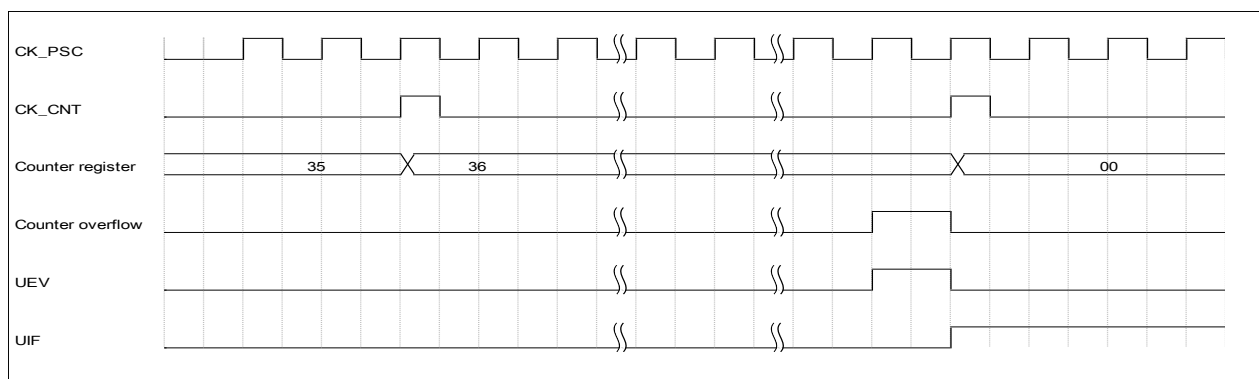 CK_PSC
CK_CNT
Counter register 35 36 00
Counter overflow
UEV
UIF